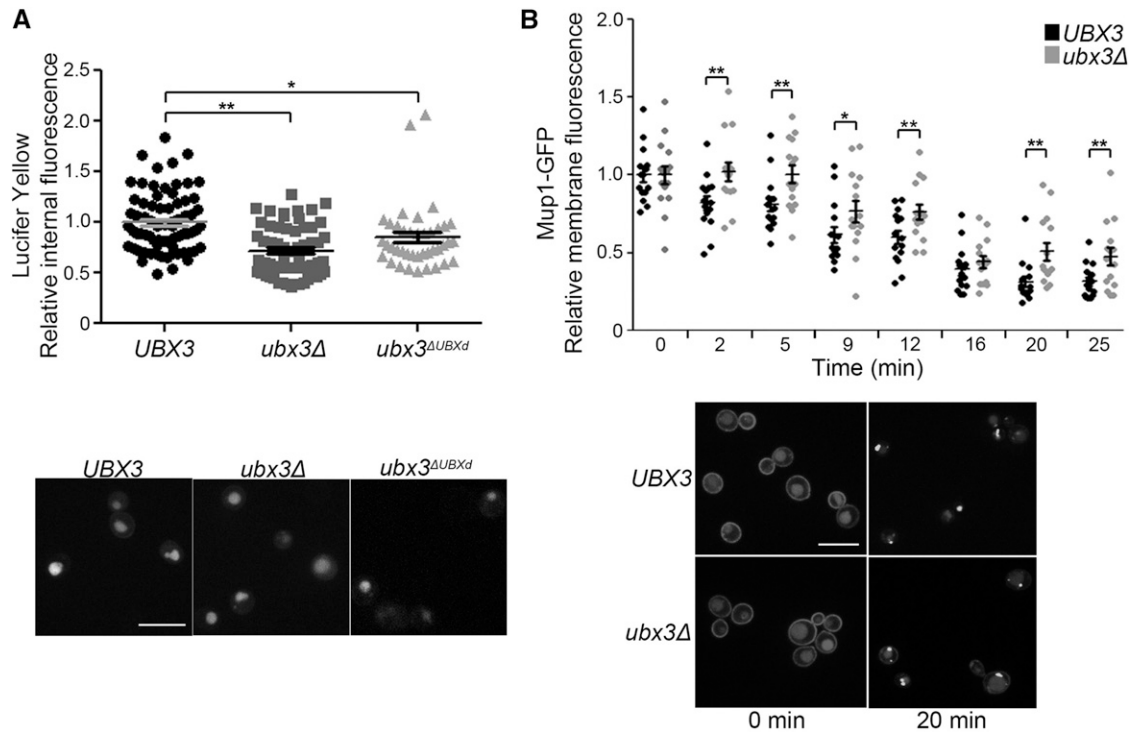 A
Lucifer Yellow
Relative internal fluorescence
2.5
2.0
1.5
1.0
0.5
0
*
**
UBX3
ubx3Δ
ubx3ΔUBXd
UBX3
ubx3Δ
ubx3ΔUBXd
B
Mup1-GFP
Relative membrane fluorescence
2.0
1.5
1.0
0.5
0
UBX3
ubx3Δ
**
**
*
**
**
**
0 2 5 9 12 16 20 25
Time (min)
UBX3
ubx3Δ
0 min
20 min